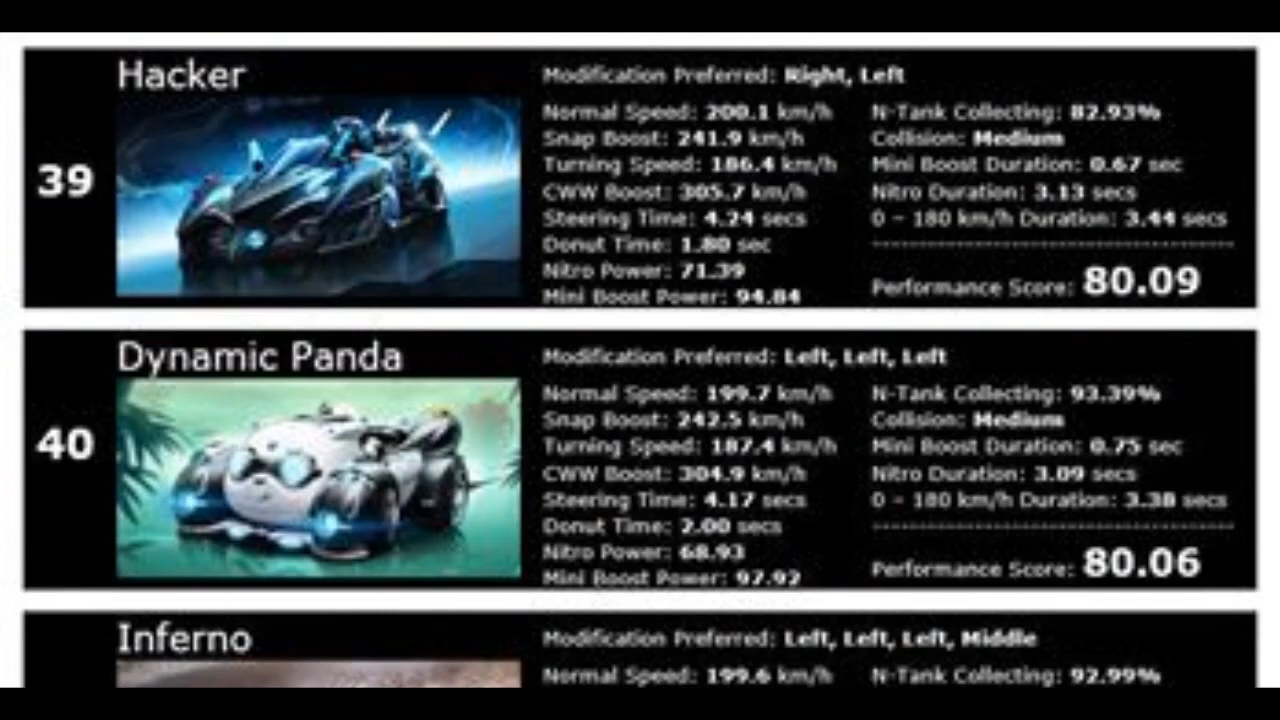 Hacker
39
Modification Preferred: Right, Left
Normal Speed: 200.1 km/h
Snap Boost: 241.9 km/h
Turning Speed: 186.4 km/h
CWW Boost: 305.7 km/h
Steering Time: 4.24 secs
Donut Time: 1.80 sec
Nitro Power: 71.39
Mini Boost Power: 94.84
N-Tank Collecting: 82.93%
Collision: Medium
Mini Boost Duration: 0.67 sec
Nitro Duration: 3.13 secs
0 - 180 km/h Duration: 3.44 secs
Performance Score: 80.09
Dynamic Panda
40
Modification Preferred: Left, Left, Left
Normal Speed: 199.7 km/h
Snap Boost: 242.5 km/h
Turning Speed: 187.4 km/h
CWW Boost: 304.9 km/h
Steering Time: 4.17 secs
Donut Time: 2.00 secs
Nitro Power: 68.93
Mini Boost Power: 97.92
N-Tank Collecting: 93.39%
Collision: Medium
Mini Boost Duration: 0.75 sec
Nitro Duration: 3.09 secs
0 - 180 km/h Duration: 3.38 secs
Performance Score: 80.06
Inferno
Modification Preferred: Left, Left, Left, Middle
Normal Speed: 199.6 km/h
N-Tank Collecting: 92.99%